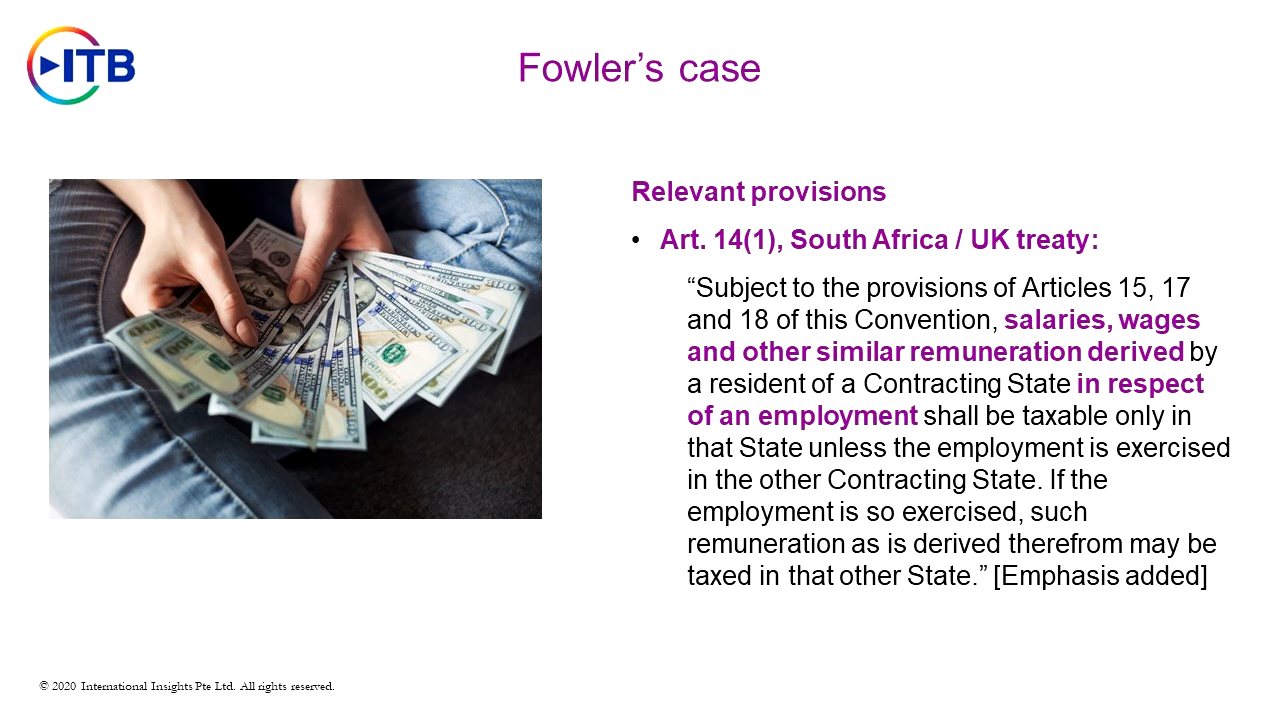 ITB
Fowler’s case
Relevant provisions
• Art. 14(1), South Africa / UK treaty:
“Subject to the provisions of Articles 15, 17
and 18 of this Convention, salaries, wages
and other similar remuneration derived by
a resident of a Contracting State in respect
of an employment shall be taxable only in
that State unless the employment is exercised
in the other Contracting State. If the
employment is so exercised, such
remuneration as is derived therefrom may be
taxed in that other State.” [Emphasis added]
100
100
100
100
© 2020 International Insights Pte Ltd. All rights reserved.